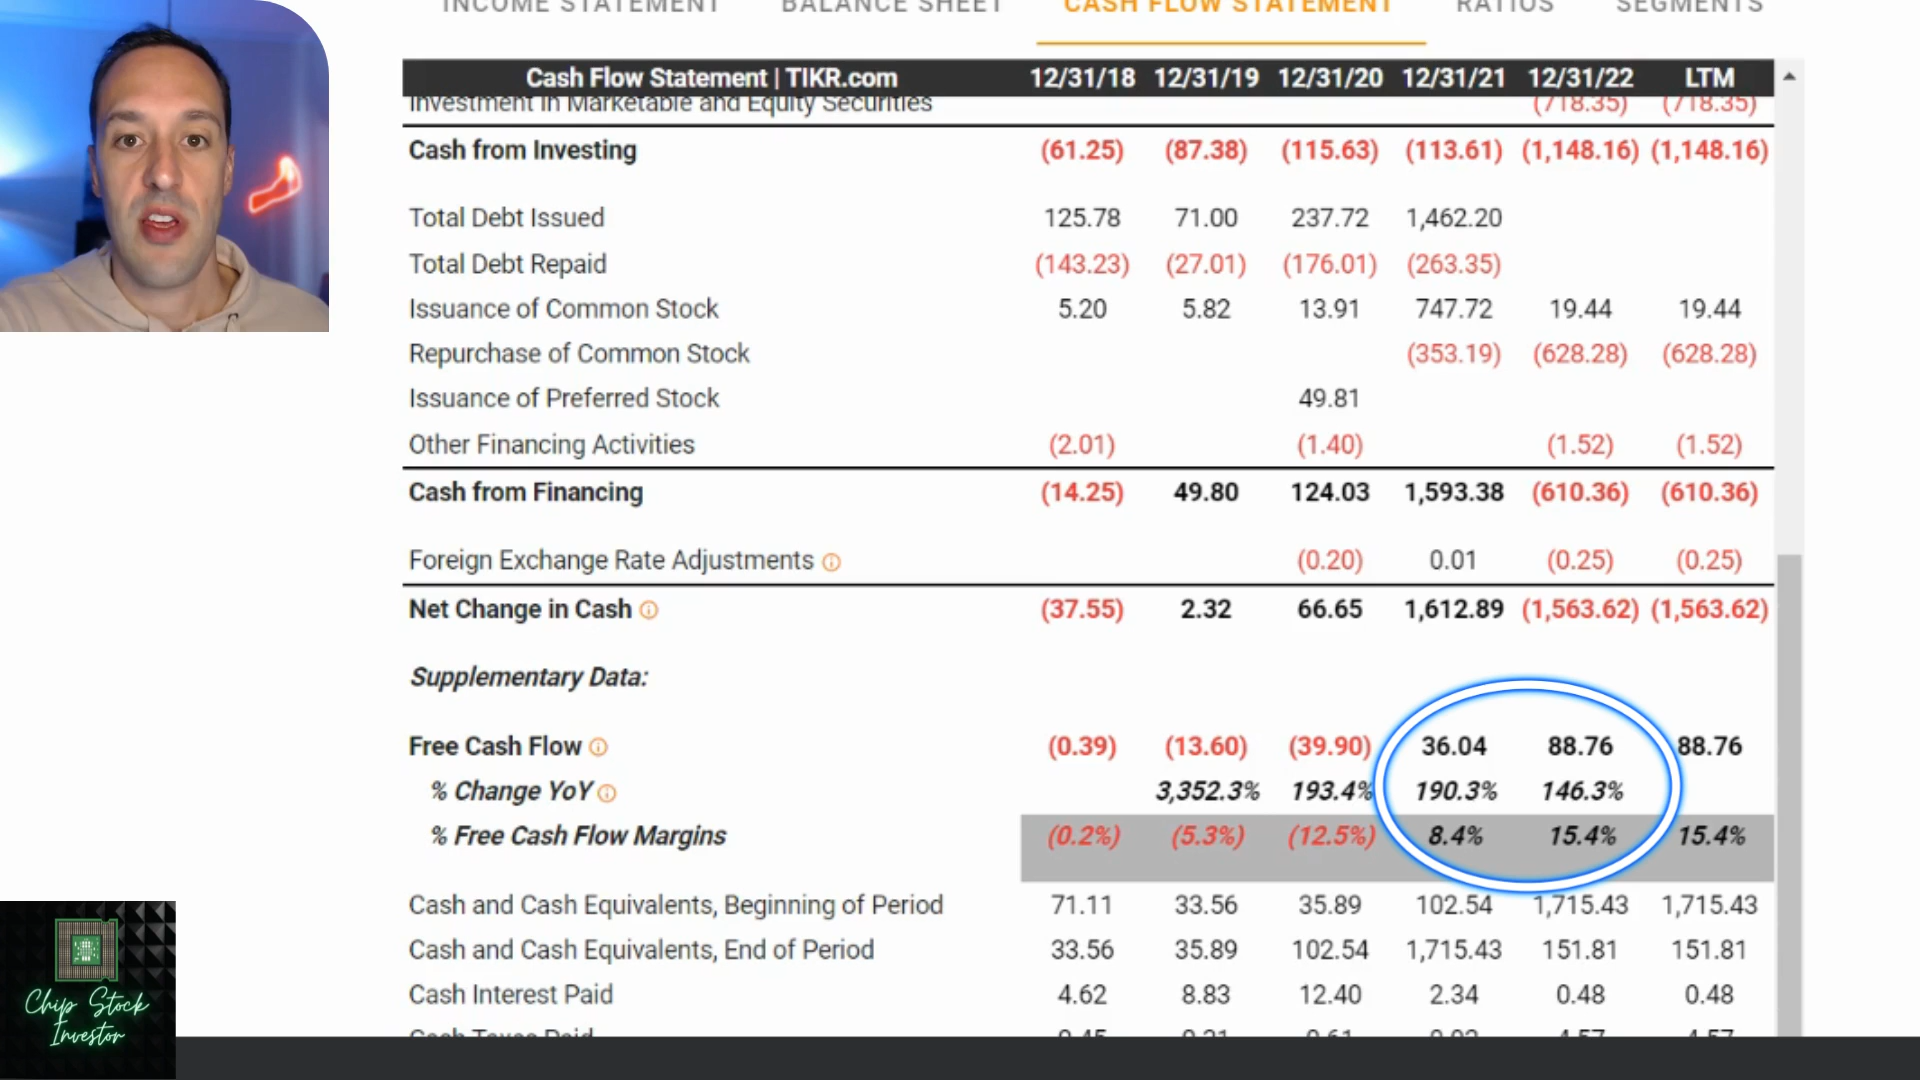 INCOME STATEMENT BALANCE SHEET CASH FLOW STATEMENT RATIOS SEGMENTS
Cash Flow Statement | TIKR.com 12/31/18 12/31/19 12/31/20 12/31/21 12/31/22 LTM
Investment in Marketable and Equity Securities (718.35) (718.35)
Cash from Investing (61.25) (87.38) (115.63) (113.61) (1,148.16) (1,148.16)
Total Debt Issued 125.78 71.00 237.72 1,462.20
Total Debt Repaid (143.23) (27.01) (176.01) (263.35)
Issuance of Common Stock 5.20 5.82 13.91 747.72 19.44 19.44
Repurchase of Common Stock (353.19) (628.28) (628.28)
Issuance of Preferred Stock 49.81
Other Financing Activities (2.01) (1.40) (1.52) (1.52)
Cash from Financing (14.25) 49.80 124.03 1,593.38 (610.36) (610.36)
Foreign Exchange Rate Adjustments (0.20) 0.01 (0.25) (0.25)
Net Change in Cash (37.55) 2.32 66.65 1,612.89 (1,563.62) (1,563.62)
Supplementary Data:
Free Cash Flow (0.39) (13.60) (39.90) 36.04 88.76 88.76
% Change YoY 3,352.3% 193.4% 190.3% 146.3%
% Free Cash Flow Margins (0.2%) (5.3%) (12.5%) 8.4% 15.4% 15.4%
Cash and Cash Equivalents, Beginning of Period 71.11 33.56 35.89 102.54 1,715.43 1,715.43
Cash and Cash Equivalents, End of Period 33.56 35.89 102.54 1,715.43 151.81 151.81
Cash Interest Paid 4.62 8.83 12.40 2.34 0.48 0.48
Chip Stock
Investor